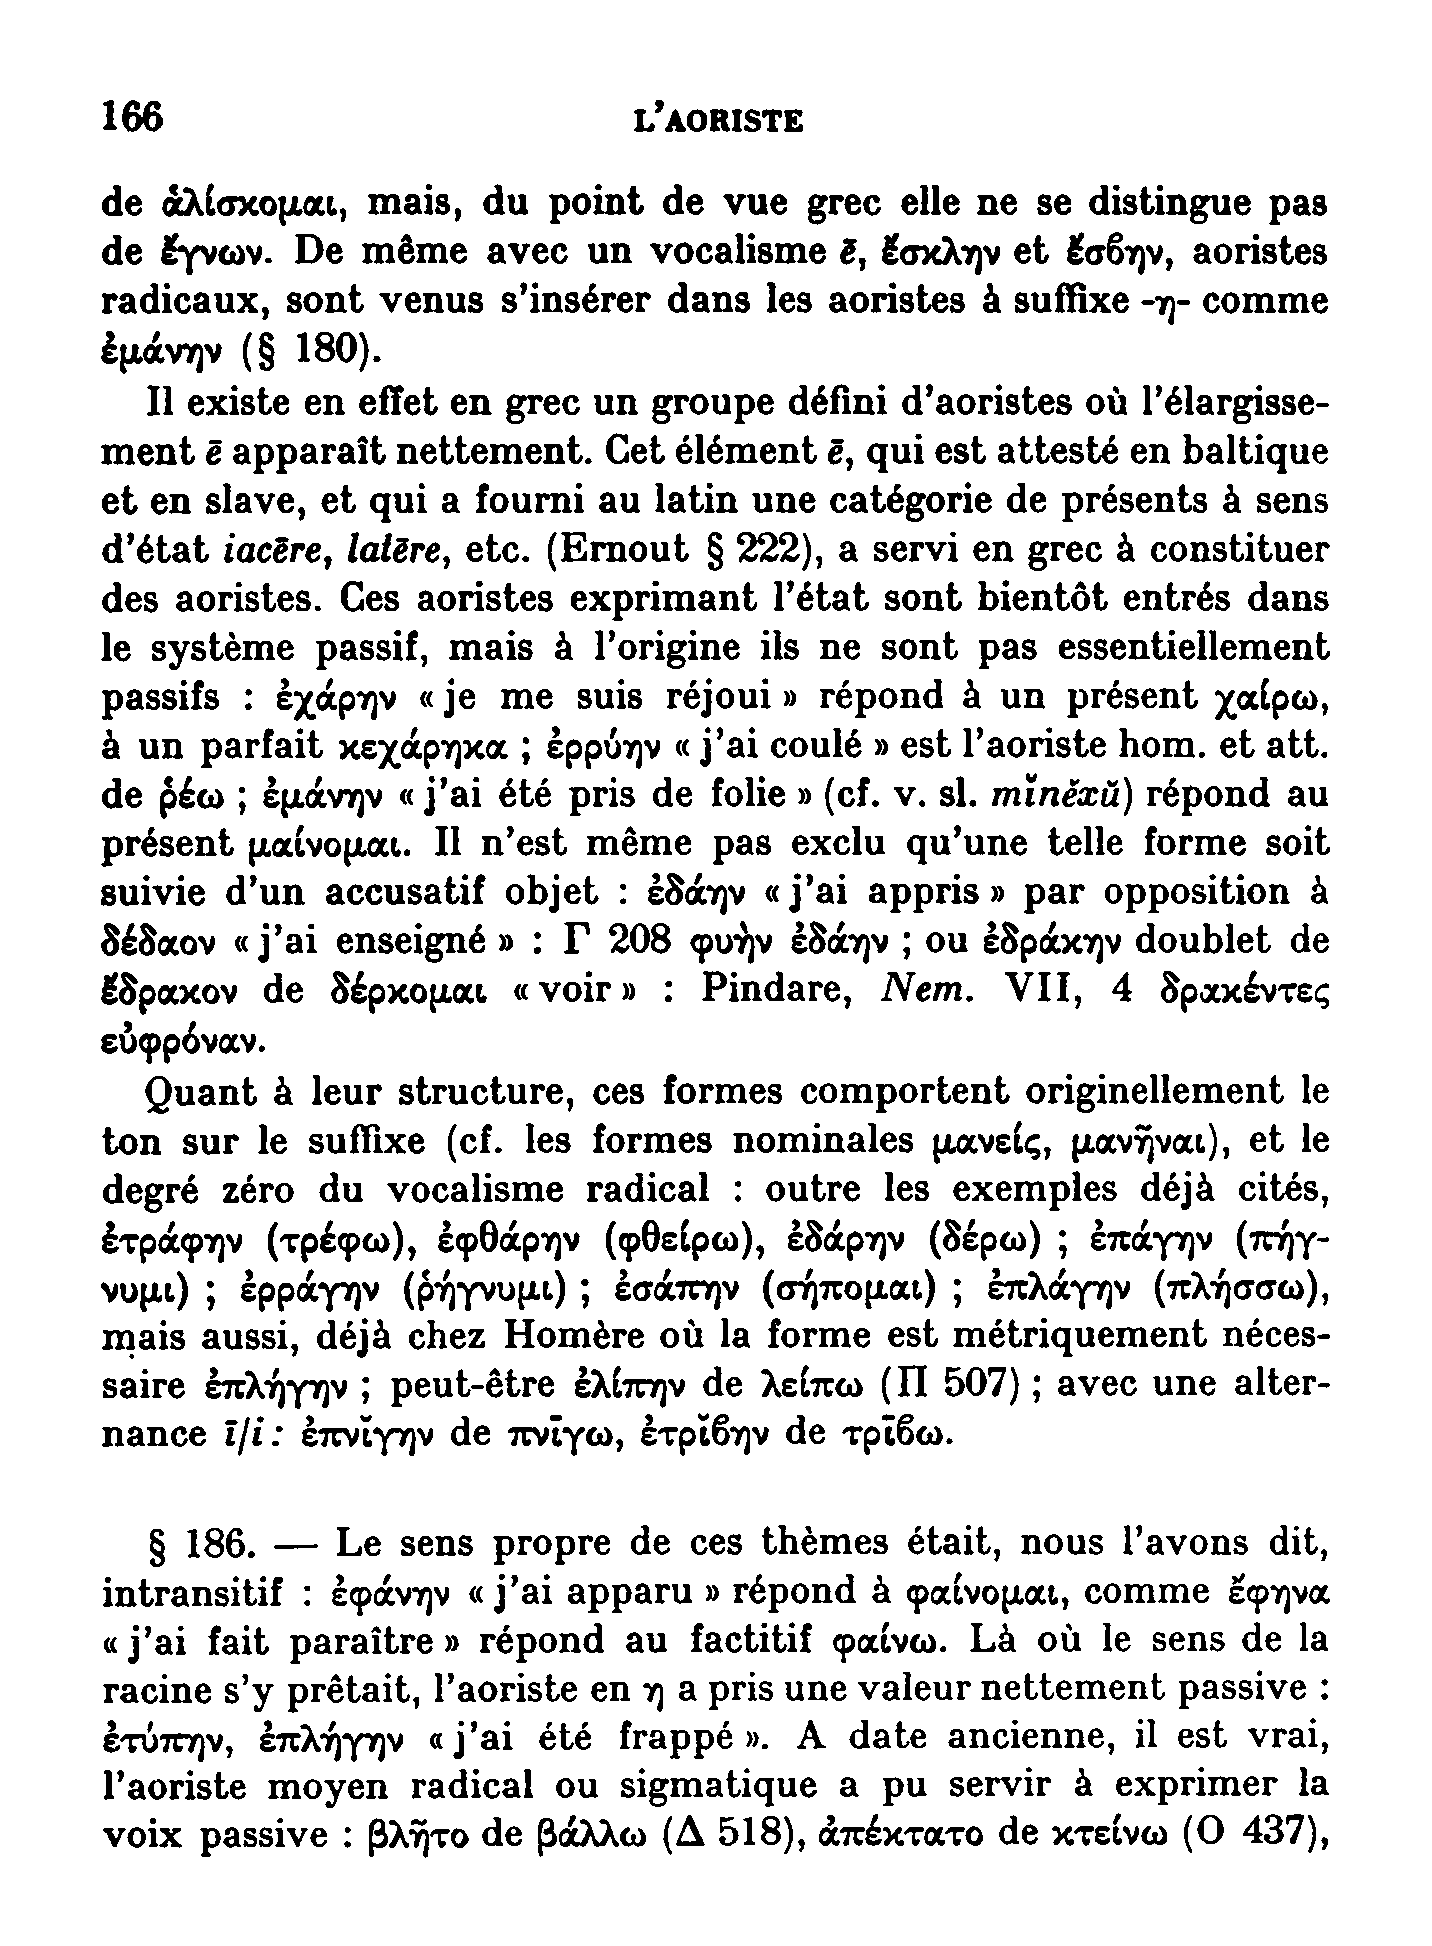 166
L'AORISTE
de ἁλίσκομαι, mais, du point de vue grec elle ne se distingue pas
de ἔγνων. De même avec un vocalisme ē, ἔσκλην et ἔσϐην, aoristes
radicaux, sont venus s'insérer dans les aoristes à suffixe -η- comme
ἐμάνην (§ 180).
Il existe en effet en grec un groupe défini d'aoristes où l'élargisse-
ment ē apparaît nettement. Cet élément ē, qui est attesté en baltique
et en slave, et qui a fourni au latin une catégorie de présents à sens
d'état iacēre, latēre, etc. (Ernout § 222), a servi en grec à constituer
des aoristes. Ces aoristes exprimant l'état sont bientôt entrés dans
le système passif, mais à l'origine ils ne sont pas essentiellement
passifs : ἐχάρην « je me suis réjoui » répond à un présent χαίρω,
à un parfait κεχάρηκα ; ἐρρύην « j'ai coulé » est l'aoriste hom. et att.
de ῥέω ; ἐμάνην « j'ai été pris de folie » (cf. v. sl. mĭnĕxŭ) répond au
présent μαίνομαι. Il n'est même pas exclu qu'une telle forme soit
suivie d'un accusatif objet : ἐδάην « j'ai appris » par opposition à
δέδαον « j'ai enseigné » : Γ 208 φυὴν ἐδάην ; ou ἐδράκην doublet de
ἔδρακον de δέρκομαι « voir » : Pindare, Nem. VII, 4 δρακέντες
εὐφρόναν.
Quant à leur structure, ces formes comportent originellement le
ton sur le suffixe (cf. les formes nominales μανείς, μανῆναι), et le
degré zéro du vocalisme radical : outre les exemples déjà cités,
ἐτράφην (τρέφω), ἐφθάρην (φθείρω), ἐδάρην (δέρω) ; ἐπάγην (πήγ-
νυμι) ; ἐρράγην (ῥήγνυμι) ; ἐσάπην (σήπομαι) ; ἐπλάγην (πλήσσω),
mais aussi, déjà chez Homère où la forme est métriquement néces-
saire ἐπλήγην ; peut-être ἐλίπην de λείπω (Π 507) ; avec une alter-
nance ī/i : ἐπνῐγην de πνῑγω, ἐτρῐϐην de τρῑϐω.
§ 186. — Le sens propre de ces thèmes était, nous l'avons dit,
intransitif : ἐφάνην « j'ai apparu » répond à φαίνομαι, comme ἔφηνα
« j'ai fait paraître » répond au factitif φαίνω. Là où le sens de la
racine s'y prêtait, l'aoriste en η a pris une valeur nettement passive :
ἐτύπην, ἐπλήγην « j'ai été frappé ». A date ancienne, il est vrai,
l'aoriste moyen radical ou sigmatique a pu servir à exprimer la
voix passive : βλῆτο de βάλλω (Δ 518), ἀπέκτατο de κτείνω (Ο 437),